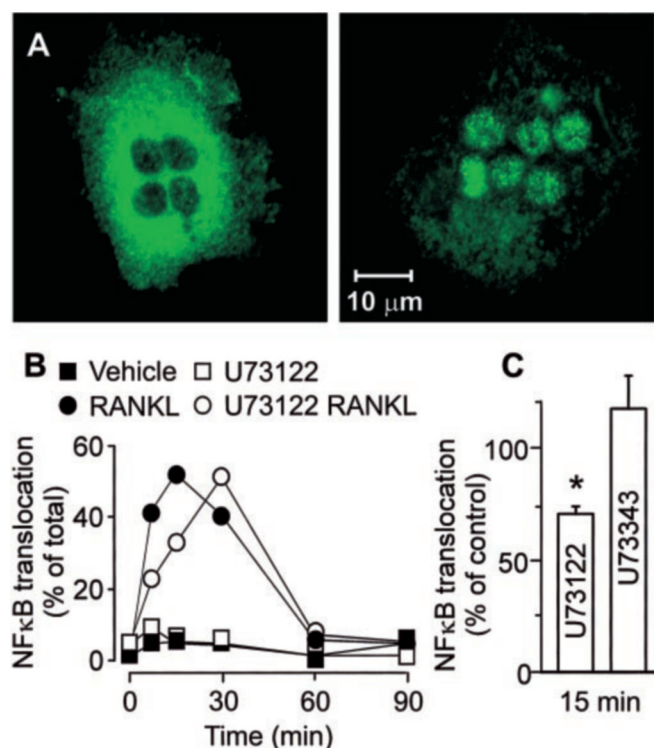 A
10 μm
B ■ Vehicle □ U73122
● RANKL ○ U73122 RANKL
NFκB translocation
(% of total)
60
40
20
0
0 30 60 90
Time (min)
C
NFκB translocation
(% of control)
100
50
0
*
U73122
U73343
15 min